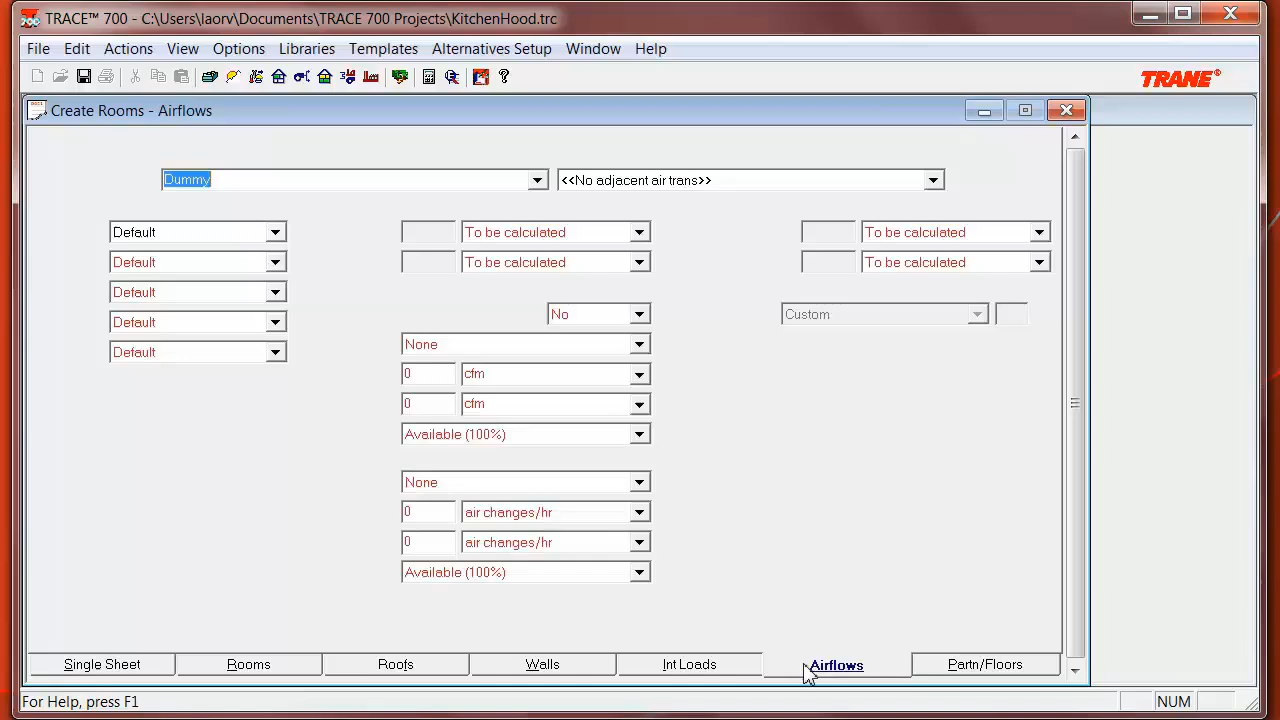 TRACE™ 700 - C:\Users\laorv\Documents\TRACE 700 Projects\KitchenHood.trc
File Edit Actions View Options Libraries Templates Alternatives Setup Window Help
TRANE®
Create Rooms - Airflows
Dummy <<No adjacent air trans>>
Default To be calculated To be calculated
Default To be calculated To be calculated
Default
No Custom
Default
None
Default
0 cfm
0 cfm
Available (100%)
None
0 air changes/hr
0 air changes/hr
Available (100%)
Single Sheet Rooms Roofs Walls Int Loads Airflows Partn/Floors
For Help, press F1 NUM